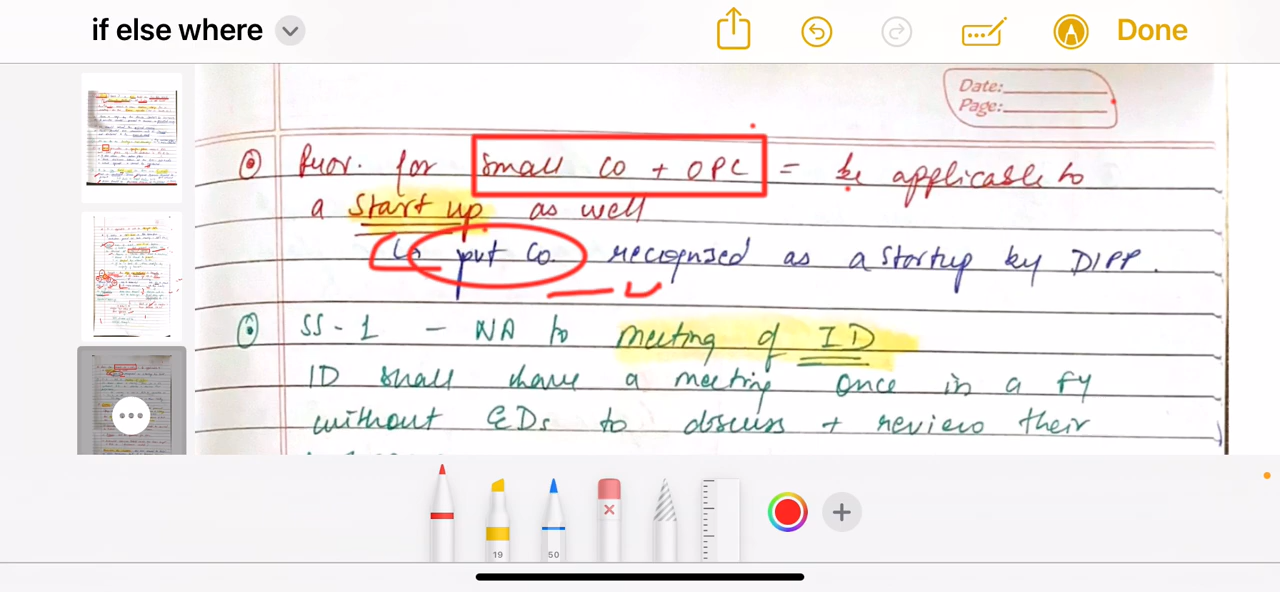 if else where
Done
Date:
Page:
Prov. for small co + OPC = be applicable to
a Start up as well
pvt Co. recognised as a startup by DIPP.
SS-1 - NA to meeting of ID
ID shall have a meeting once in a FY
without EDs to discuss + review their
19
50